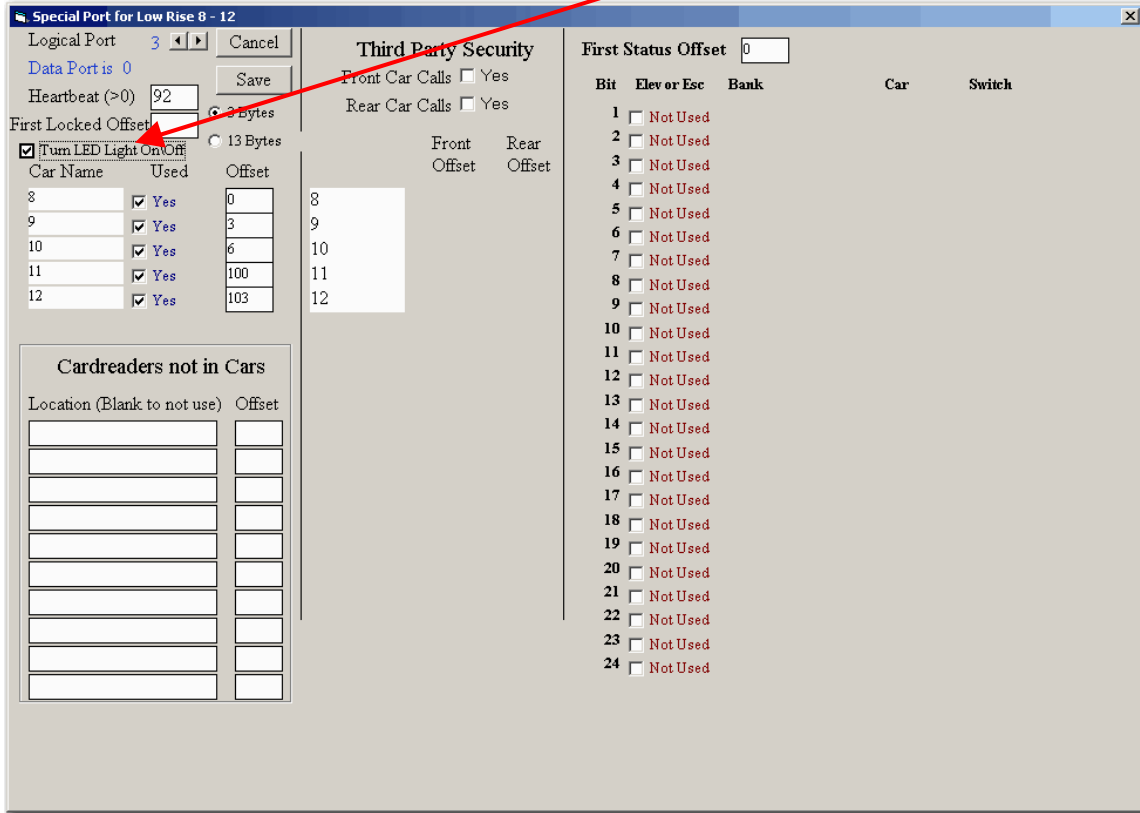 Special Port for Low Rise 8 - 12
Logical Port 3 Cancel
Data Port is 0
Save
Heartbeat (>0) 92
3 Bytes
First Locked Offset
13 Bytes
Turn LED Light On\Off
Car Name Used Offset
8 Yes 0
9 Yes 3
10 Yes 6
11 Yes 100
12 Yes 103
Cardreaders not in Cars
Location (Blank to not use) Offset
Third Party Security
Front Car Calls Yes
Rear Car Calls Yes
Front Rear
Offset Offset
8
9
10
11
12
First Status Offset 0
Bit Elev or Esc Bank Car Switch
1 Not Used
2 Not Used
3 Not Used
4 Not Used
5 Not Used
6 Not Used
7 Not Used
8 Not Used
9 Not Used
10 Not Used
11 Not Used
12 Not Used
13 Not Used
14 Not Used
15 Not Used
16 Not Used
17 Not Used
18 Not Used
19 Not Used
20 Not Used
21 Not Used
22 Not Used
23 Not Used
24 Not Used